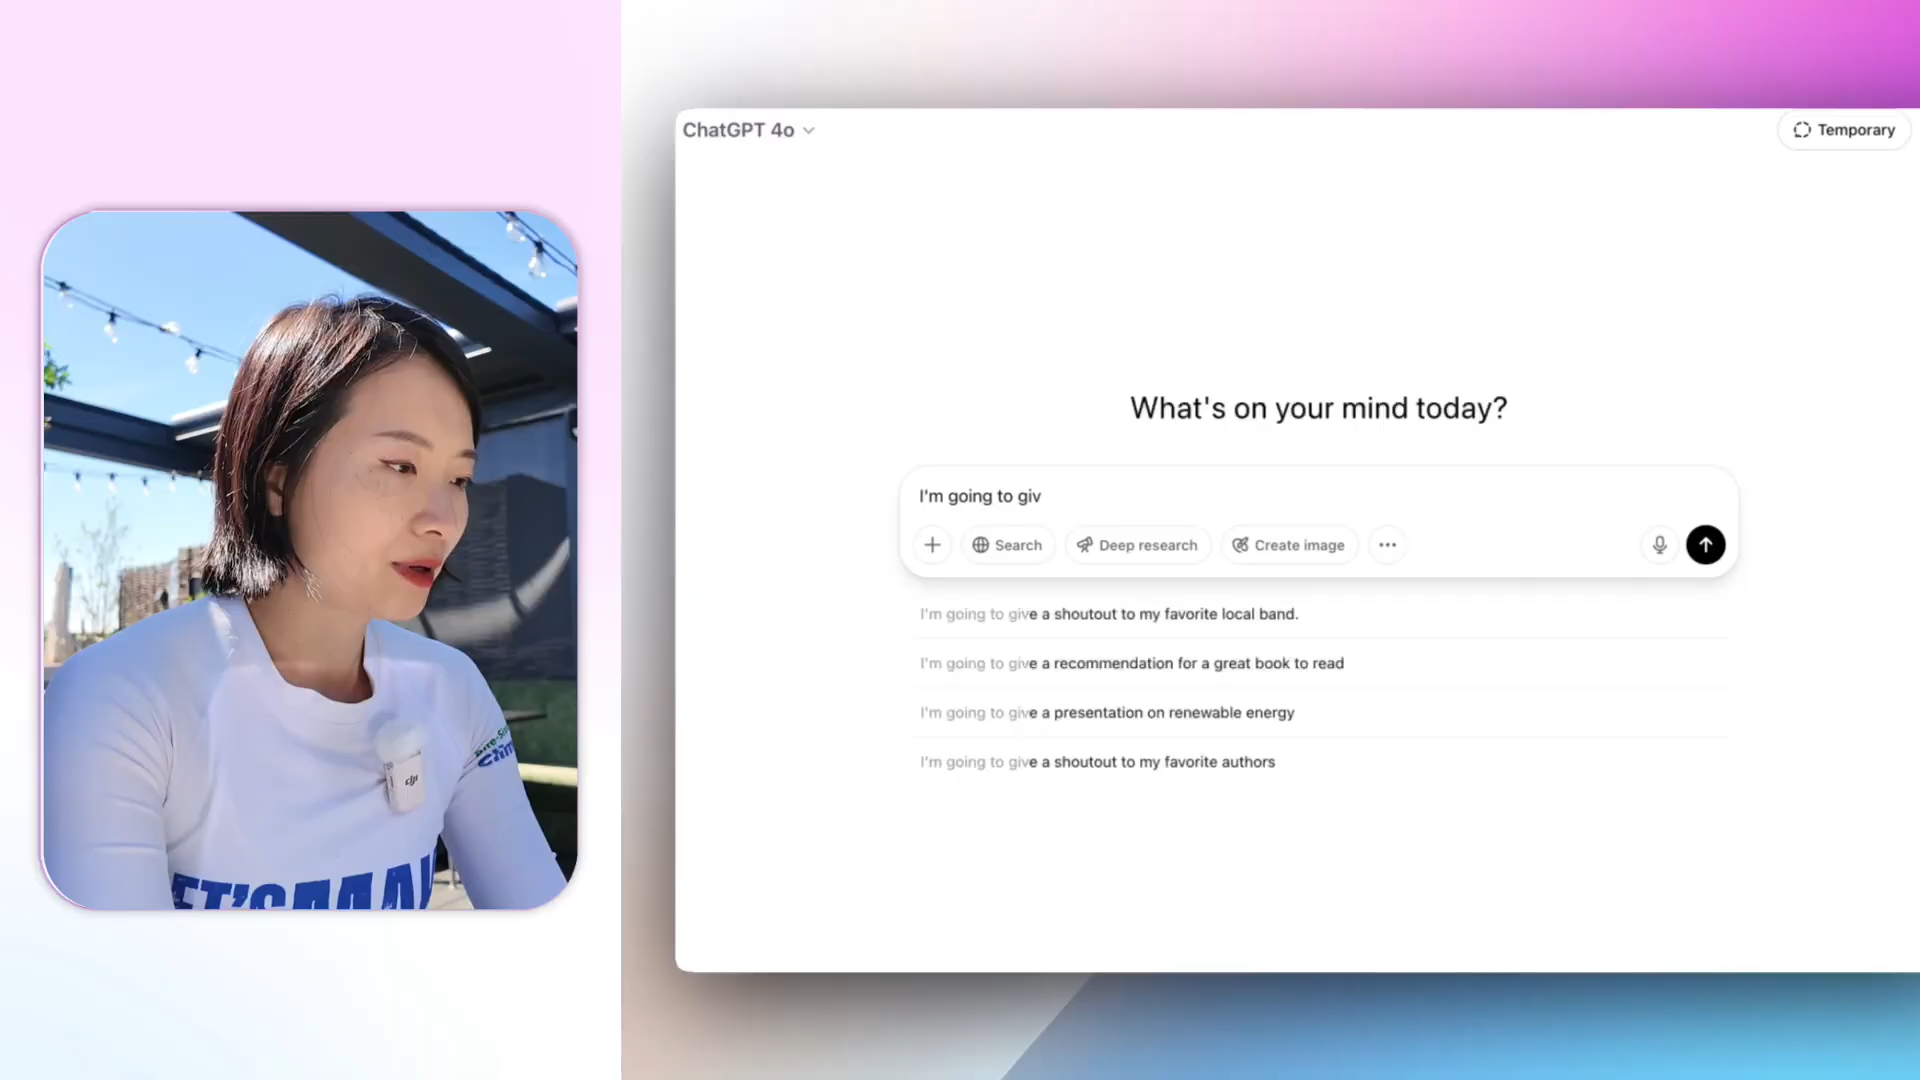 ChatGPT 4o
Temporary
What's on your mind today?
I'm going to giv
Search
Deep research
Create image
I'm going to give a shoutout to my favorite local band.
I'm going to give a recommendation for a great book to read
I'm going to give a presentation on renewable energy
I'm going to give a shoutout to my favorite authors
dji